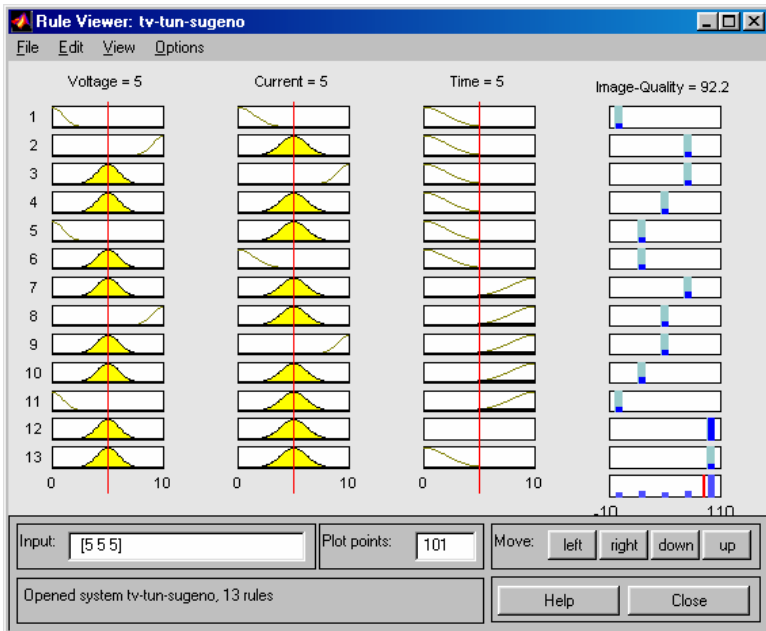 Rule Viewer: tv-tun-sugeno
File Edit View Options
Voltage = 5 Current = 5 Time = 5 Image-Quality = 92.2
1
2
3
4
5
6
7
8
9
10
11
12
13
0 10 0 10 0 10
-10 110
Input: [5 5 5] Plot points: 101 Move: left right down up
Opened system tv-tun-sugeno, 13 rules Help Close